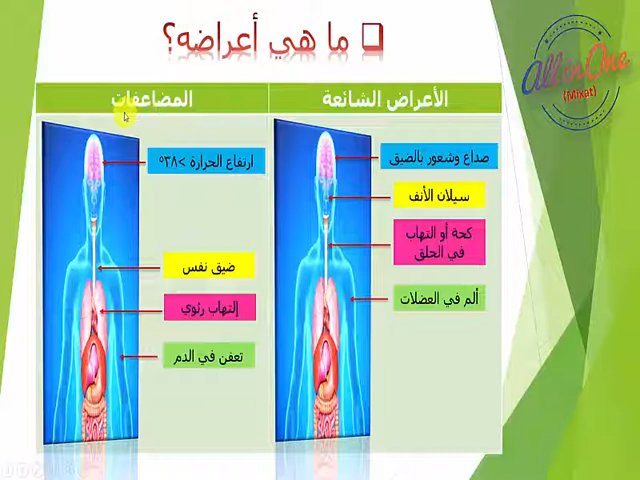 ما هي أعراضه؟
All in One
(Mixat)
الأعراض الشائعة
المضاعفات
صداع وشعور بالضيق
سيلان الأنف
كحة أو التهاب
في الحلق
ألم في العضلات
ارتفاع الحرارة >٣٨°
ضيق نفس
إلتهاب رئوي
تعفن في الدم